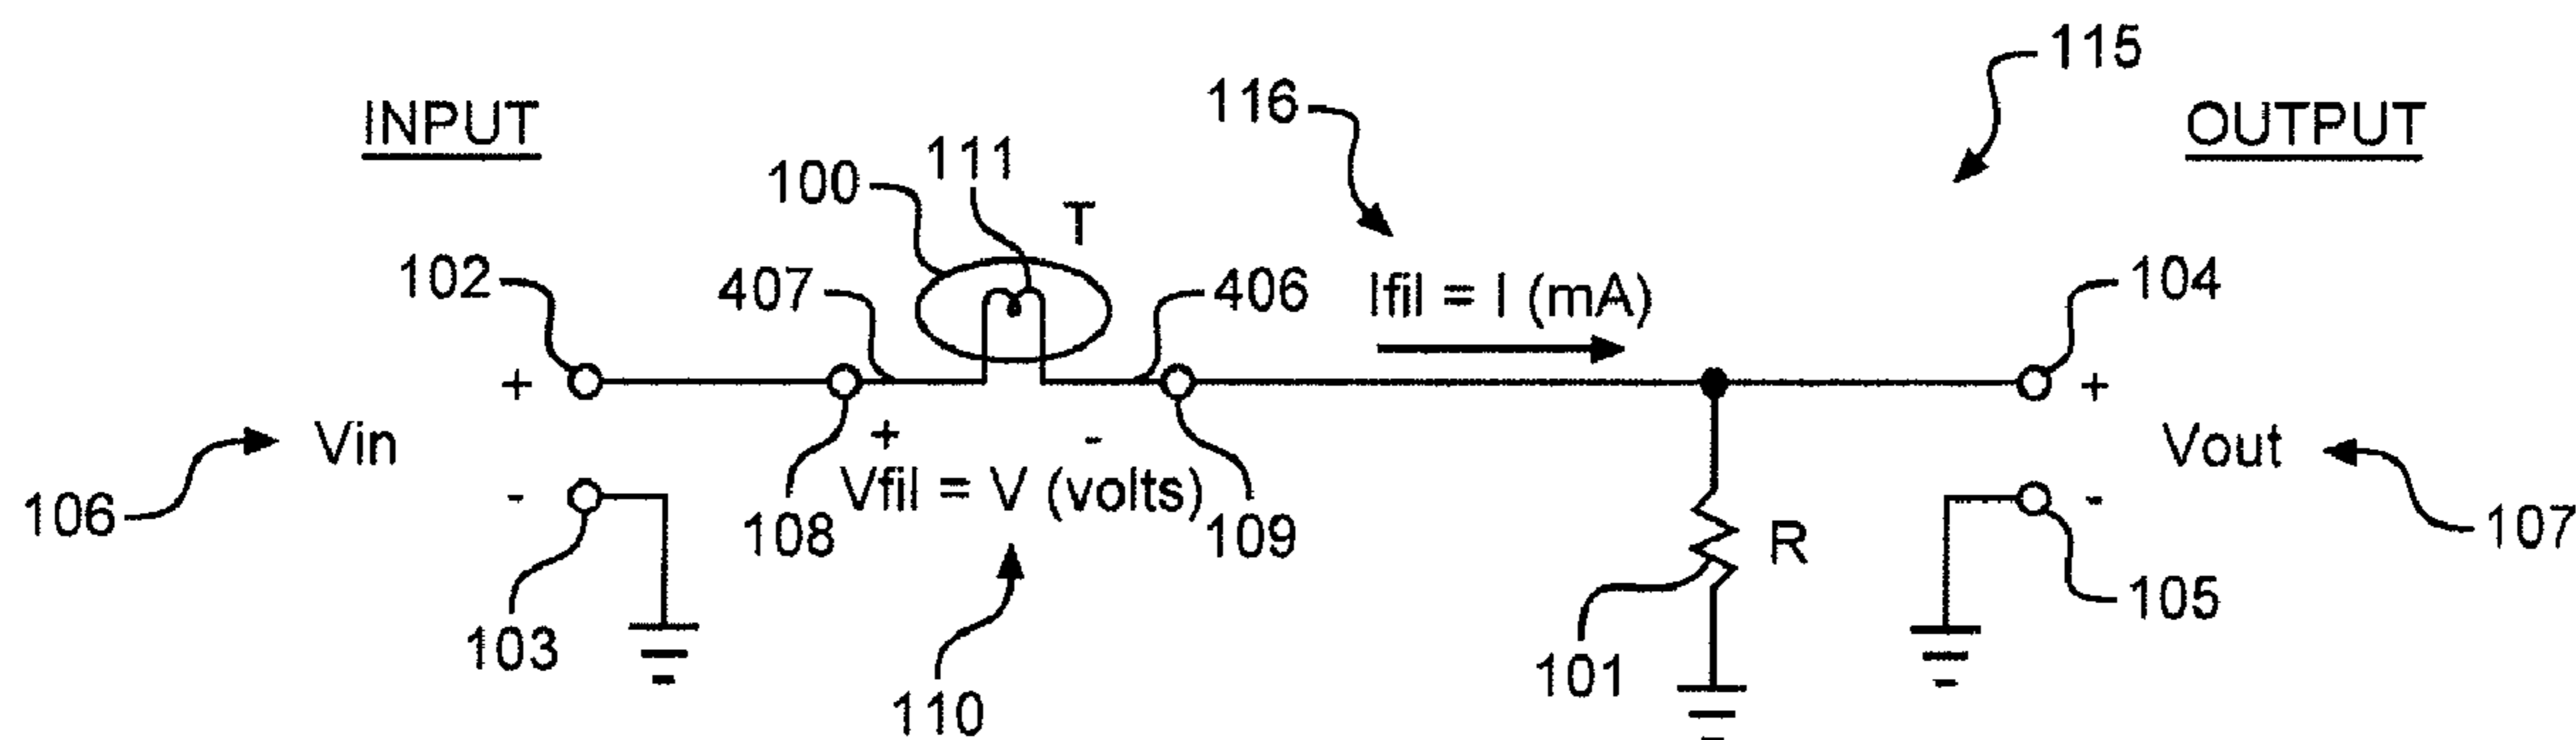 115
INPUT
116
OUTPUT
111
100
T
102
407
406
Ifil = I (mA)
104
+
+
Vin
+
-
Vout
106
-
Vfil = V (volts)
-
107
108
109
R
103
105
101
110